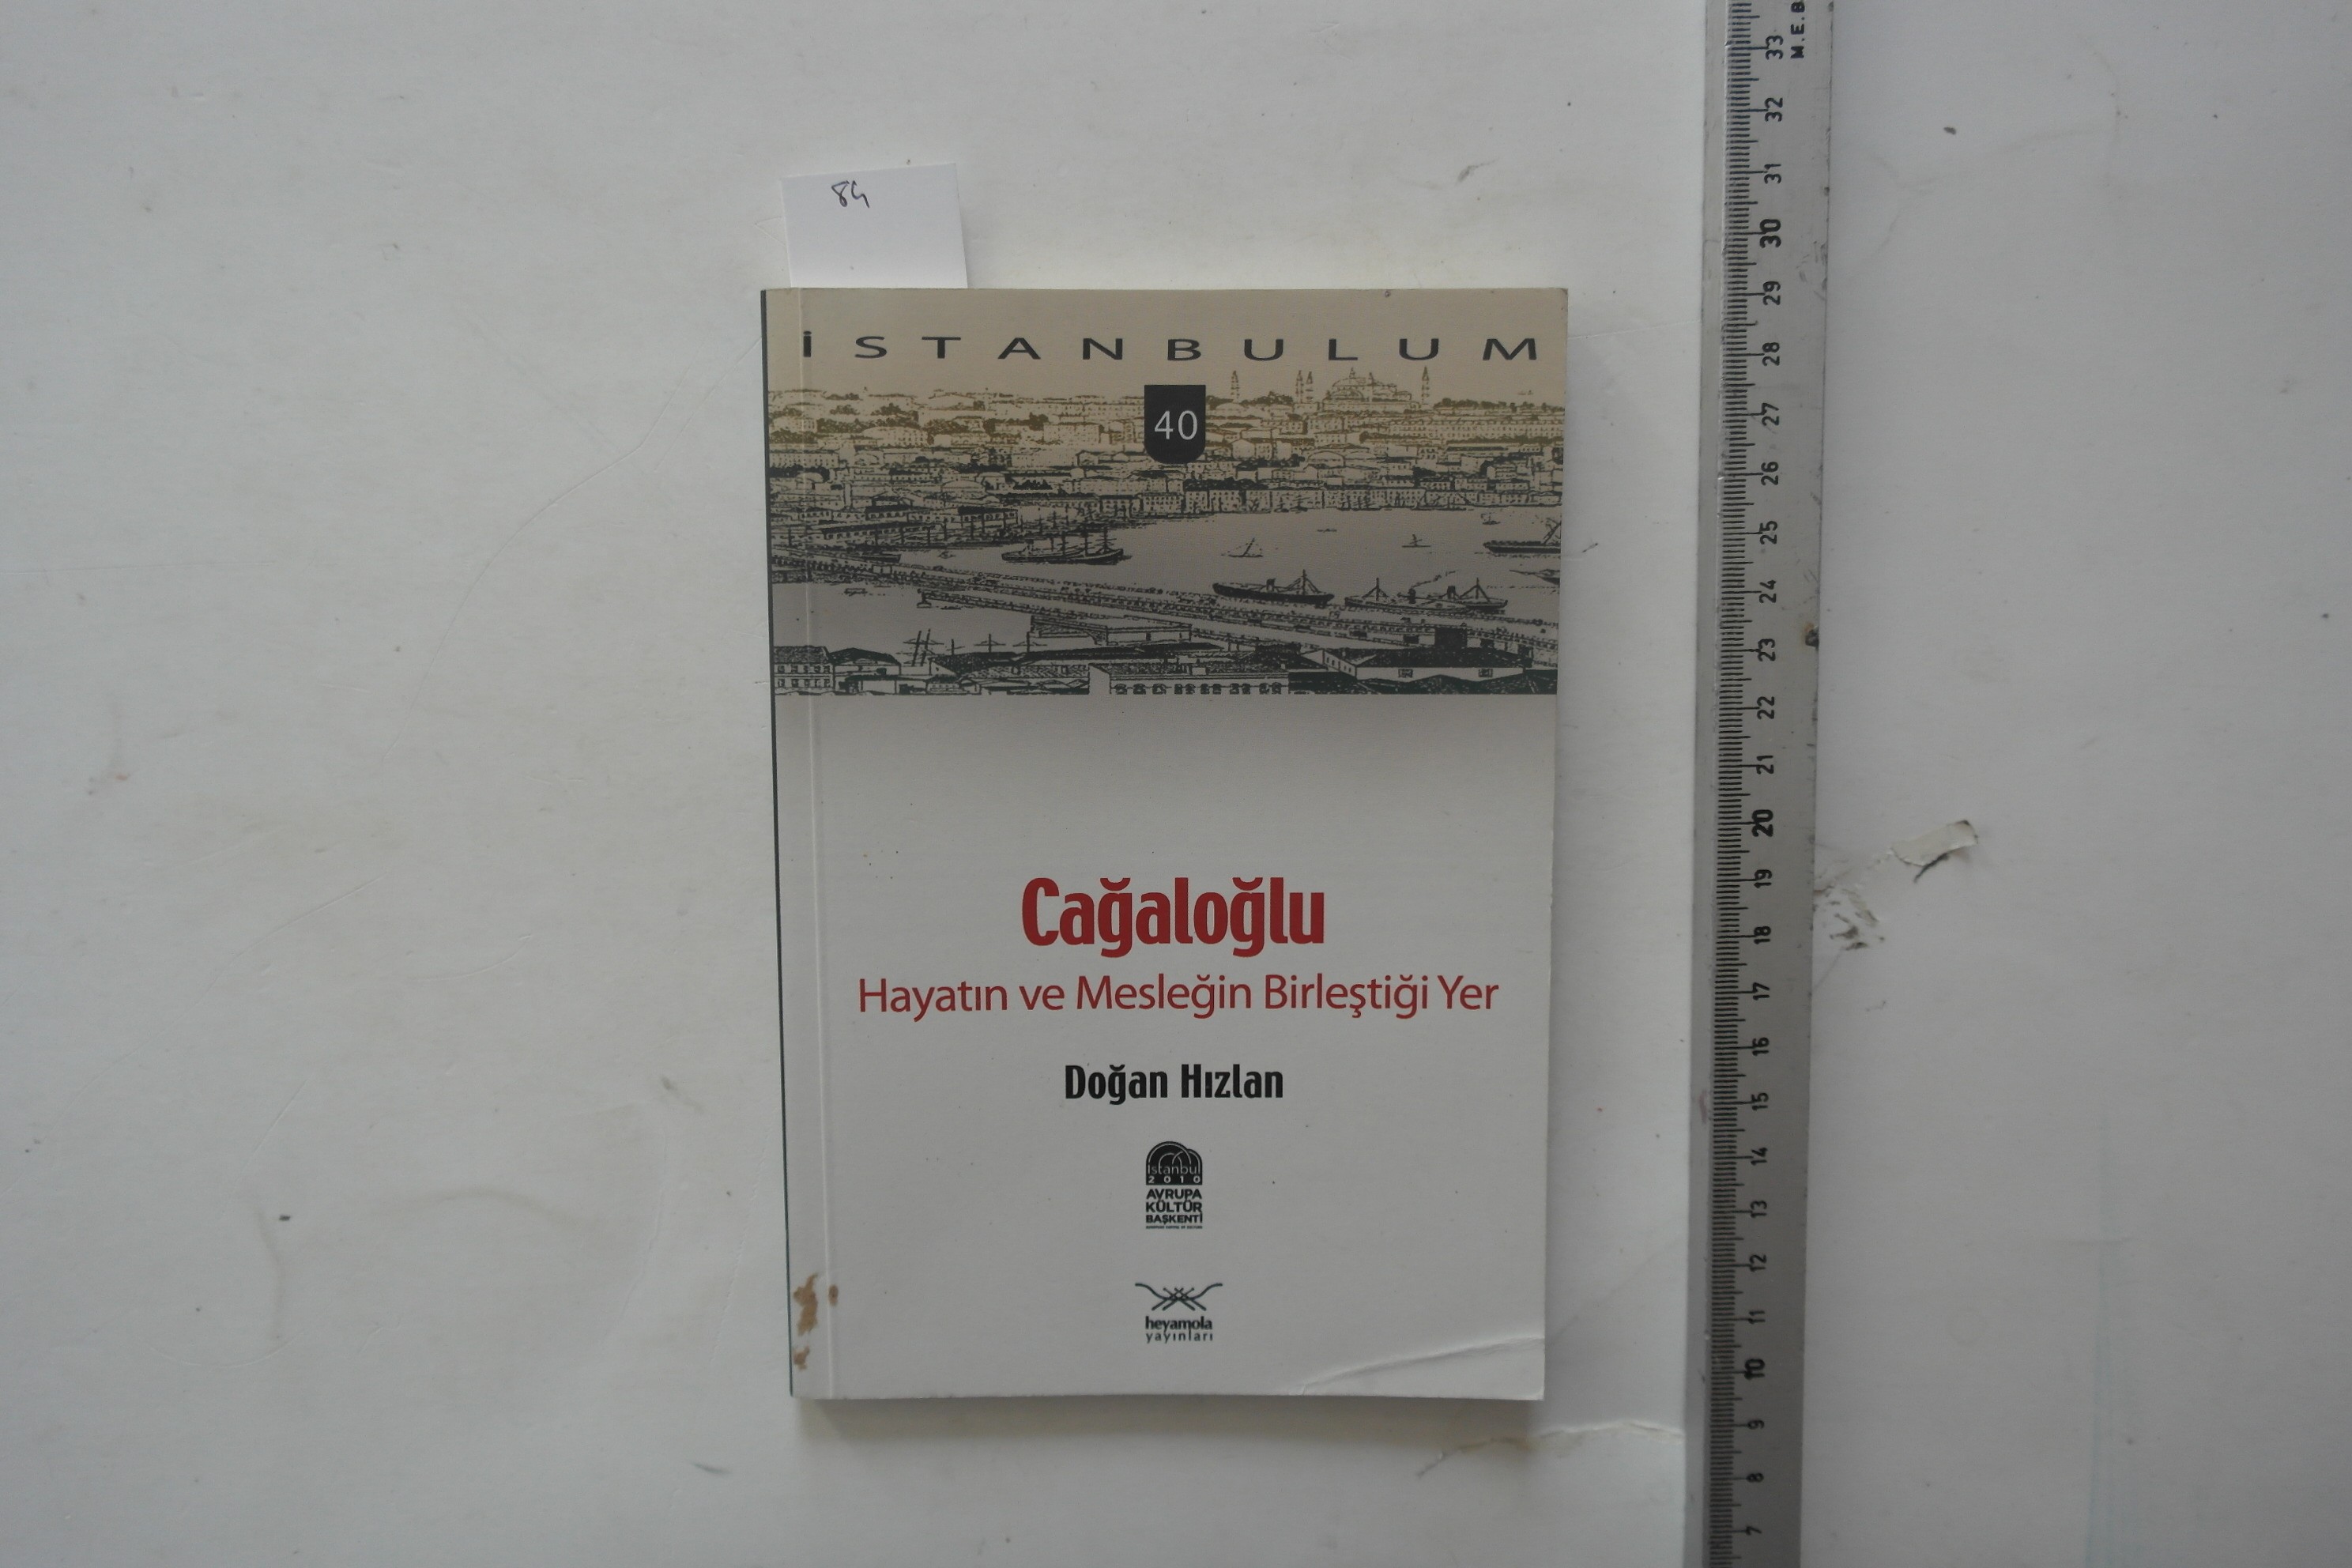 84
İSTANBULUM
40
Cağaloğlu
Hayatın ve Mesleğin Birleştiği Yer
Doğan Hızlan
istanbul
2010
AVRUPA
KÜLTÜR
BAŞKENTİ
heyamola
yayınları
M.E.B
33
32
31
30
29
28
27
26
25
24
23
22
21
20
19
18
17
16
15
14
13
12
11
10
9
8
7